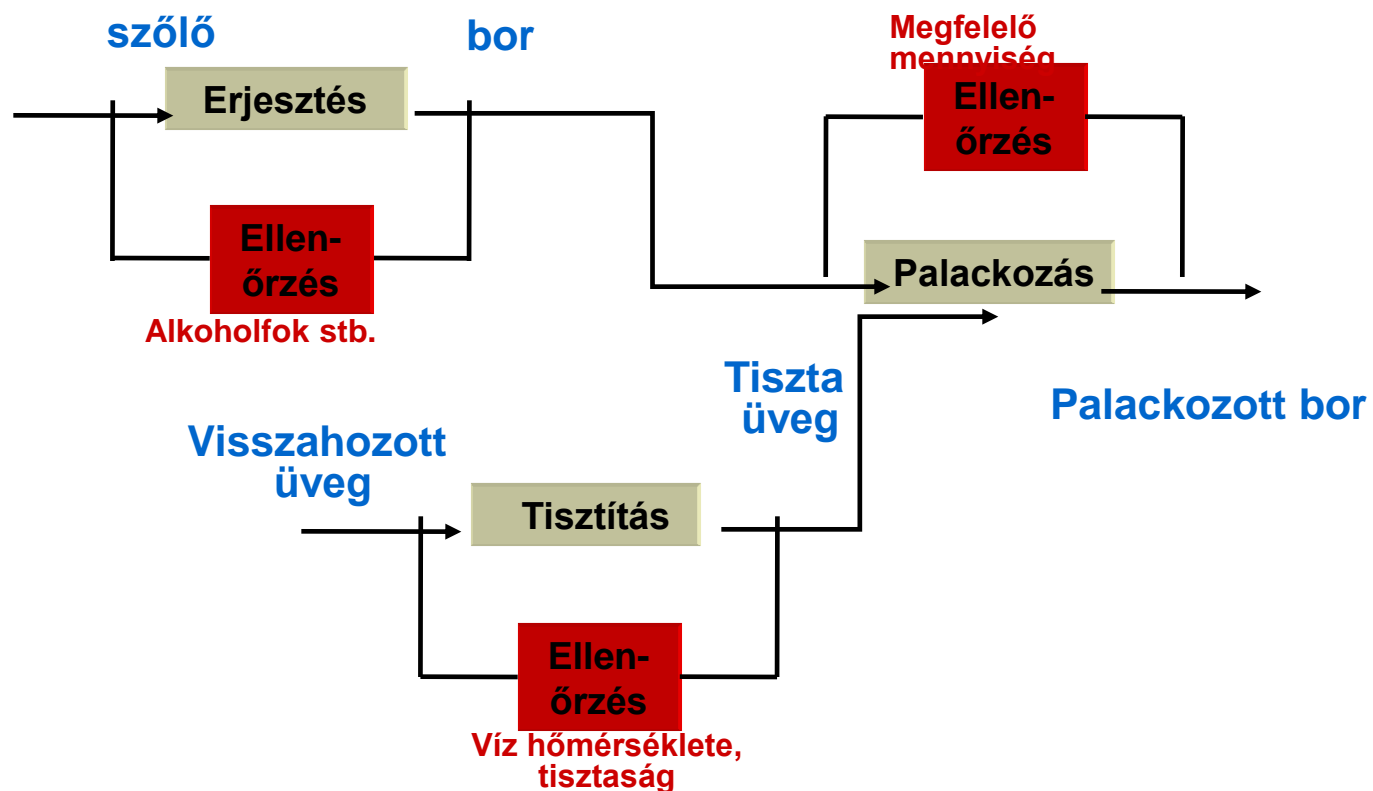 szőlő
bor
Megfelelő
mennyiség
Erjesztés
Ellen-
őrzés
Ellen-
őrzés
Alkoholfok stb.
Palackozás
Tiszta
üveg
Palackozott bor
Visszahozott
üveg
Tisztítás
Ellen-
őrzés
Víz hőmérséklete,
tisztaság